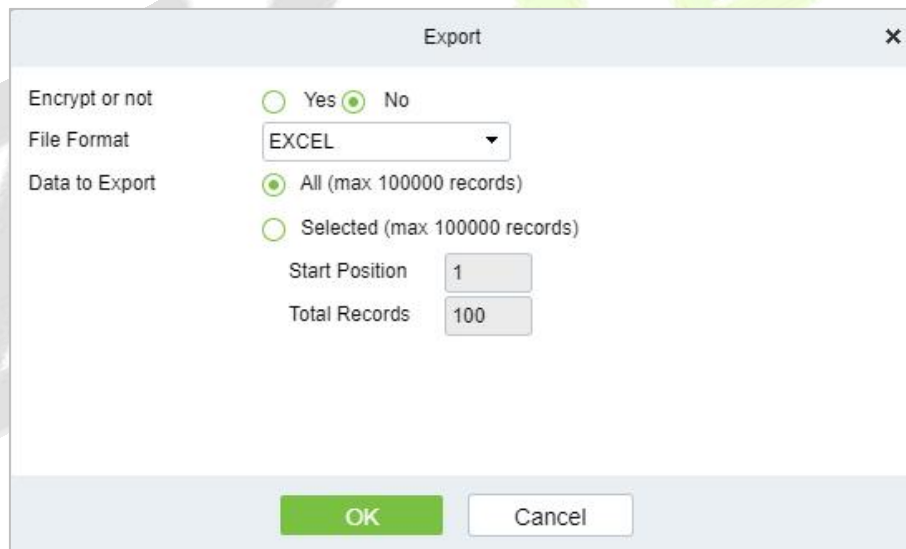 Export
Encrypt or not Yes No
File Format EXCEL
Data to Export All (max 100000 records)
Selected (max 100000 records)
Start Position 1
Total Records 100
OK Cancel